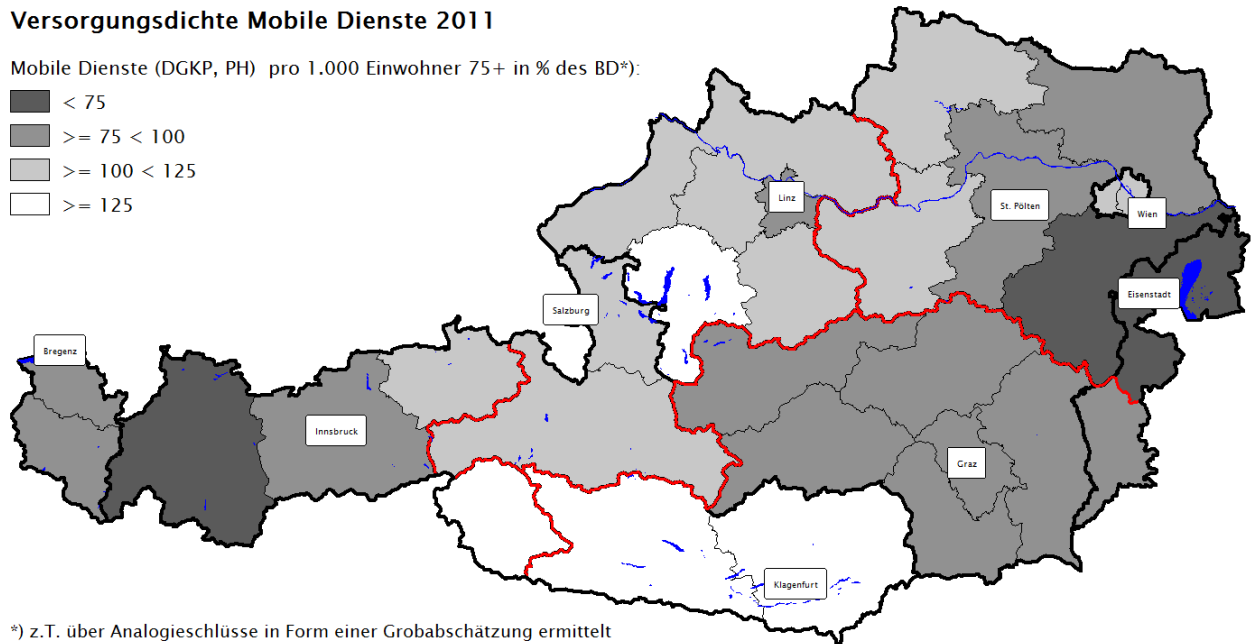 Versorgungsdichte Mobile Dienste 2011
Mobile Dienste (DGKP, PH) pro 1.000 Einwohner 75+ in % des BD*):
< 75
>= 75 < 100
>= 100 < 125
>= 125
Linz
St. Pölten
Wien
Eisenstadt
Salzburg
Bregenz
Innsbruck
Graz
Klagenfurt
*) z.T. über Analogieschlüsse in Form einer Grobabschätzung ermittelt